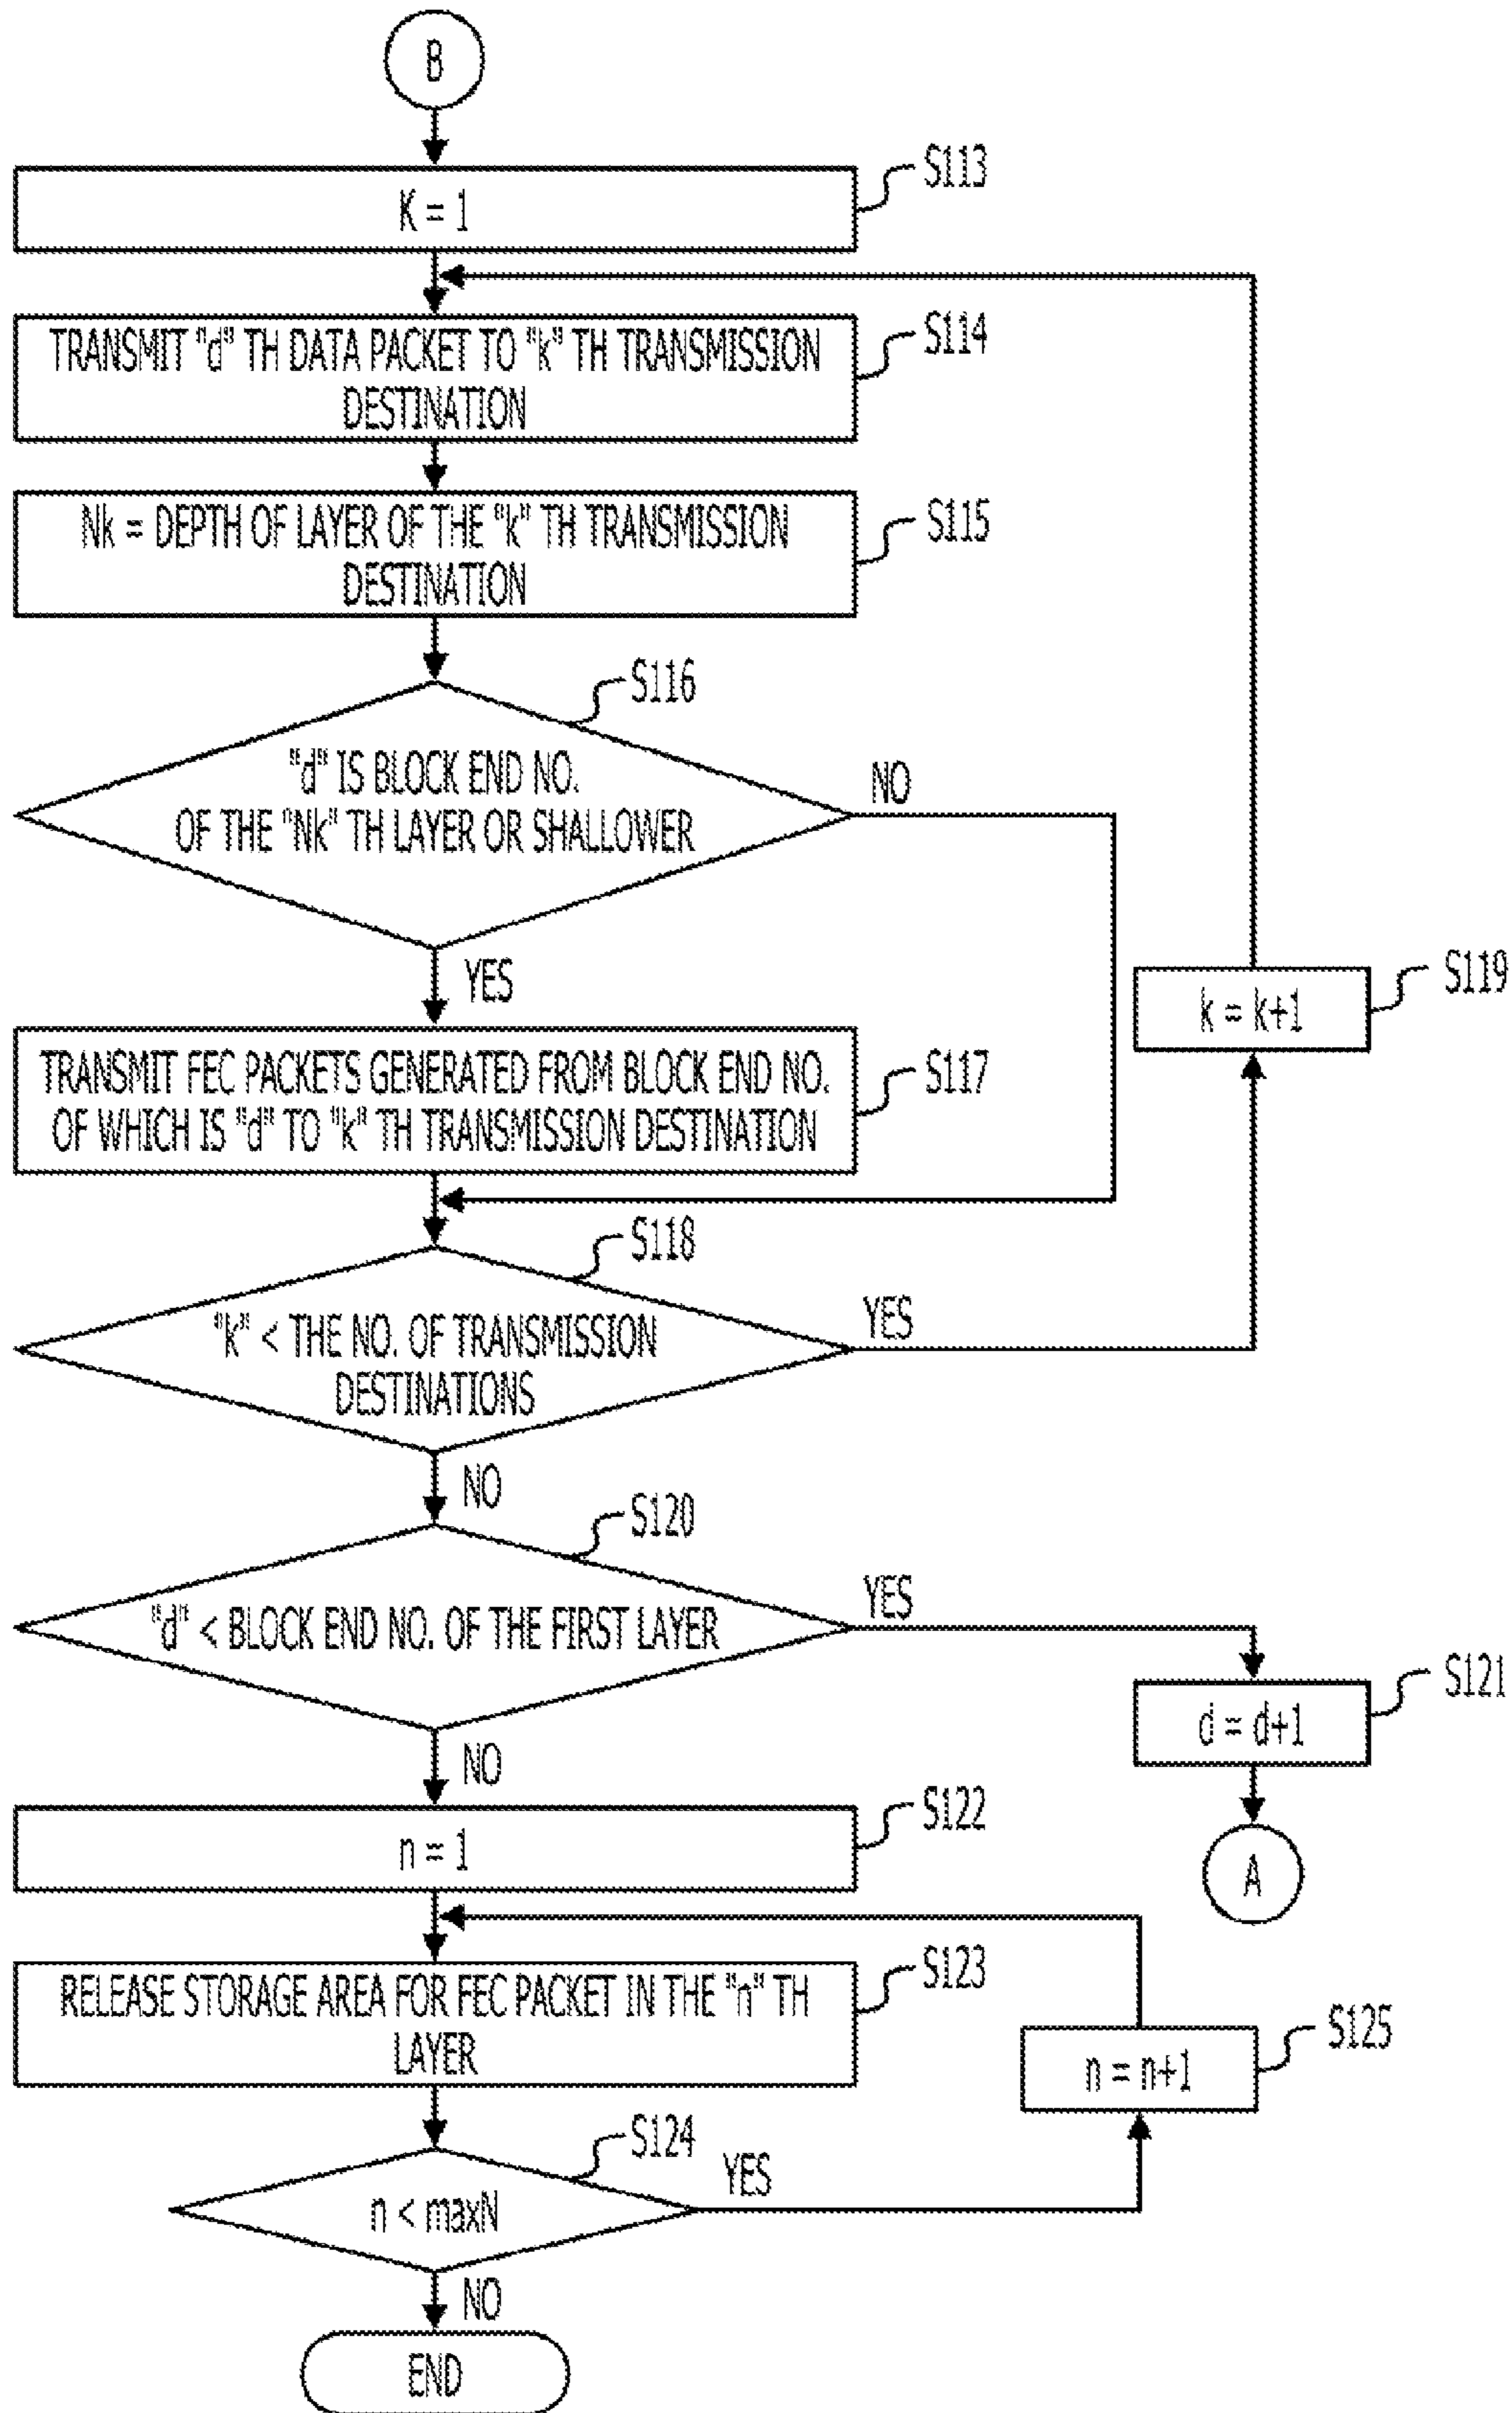 B
S113
K = 1
S114
TRANSMIT "d" TH DATA PACKET TO "k" TH TRANSMISSION
DESTINATION
S115
Nk = DEPTH OF LAYER OF THE "k" TH TRANSMISSION
DESTINATION
S116
"d" IS BLOCK END NO.
OF THE "Nk" TH LAYER OR SHALLOWER
NO
YES
S119
k = k+1
TRANSMIT FEC PACKETS GENERATED FROM BLOCK END NO.
OF WHICH IS "d" TO "k" TH TRANSMISSION DESTINATION
S117
S118
"k" < THE NO. OF TRANSMISSION
DESTINATIONS
YES
NO
S120
"d" < BLOCK END NO. OF THE FIRST LAYER
YES
S121
d = d+1
NO
A
S122
n = 1
S123
RELEASE STORAGE AREA FOR FEC PACKET IN THE "n" TH
LAYER
S125
n = n+1
S124
n < maxN
YES
NO
END